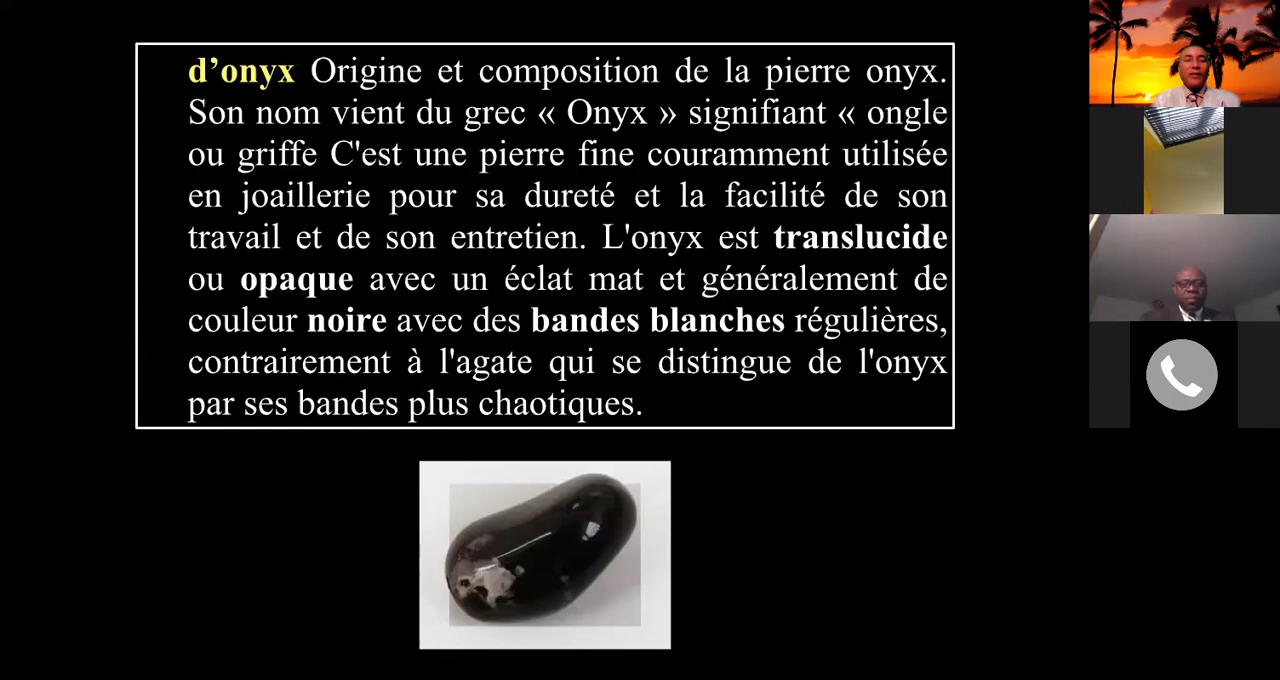 d’onyx Origine et composition de la pierre onyx.
Son nom vient du grec « Onyx » signifiant « ongle
ou griffe C'est une pierre fine couramment utilisée
en joaillerie pour sa dureté et la facilité de son
travail et de son entretien. L'onyx est translucide
ou opaque avec un éclat mat et généralement de
couleur noire avec des bandes blanches régulières,
contrairement à l'agate qui se distingue de l'onyx
par ses bandes plus chaotiques.